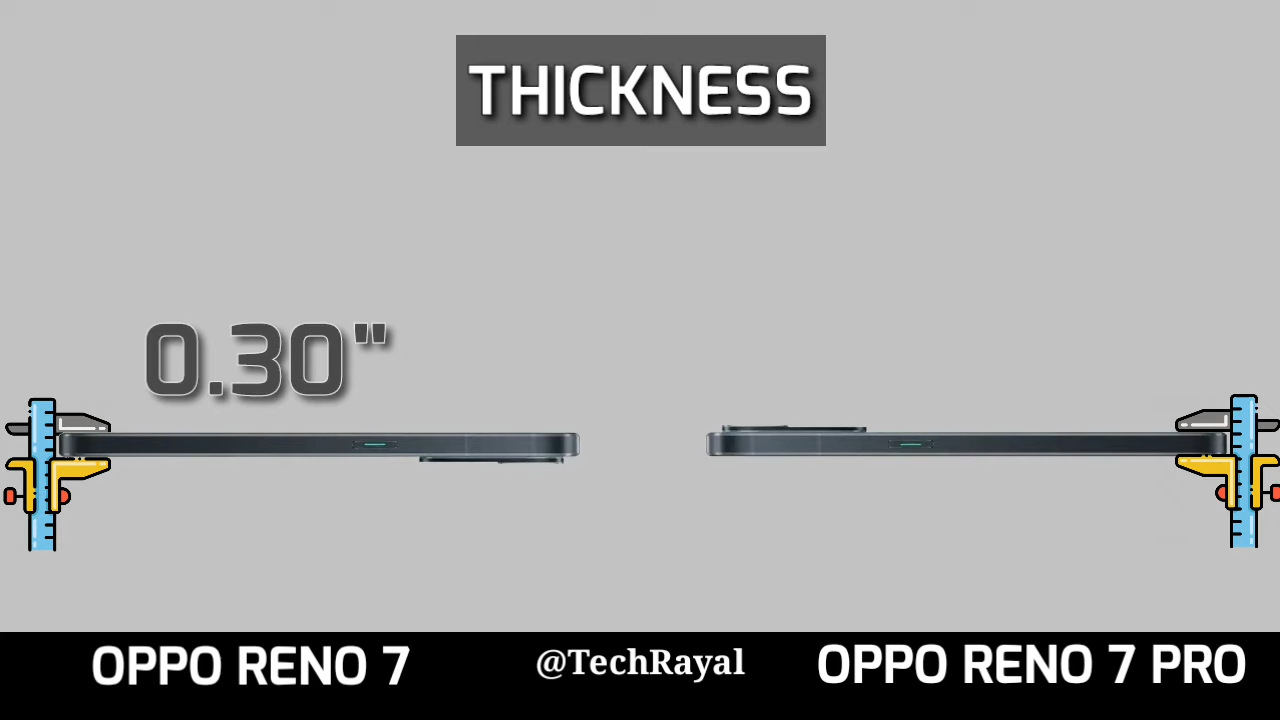 THICKNESS
0.30"
OPPO RENO 7
@TechRayal
OPPO RENO 7 PRO